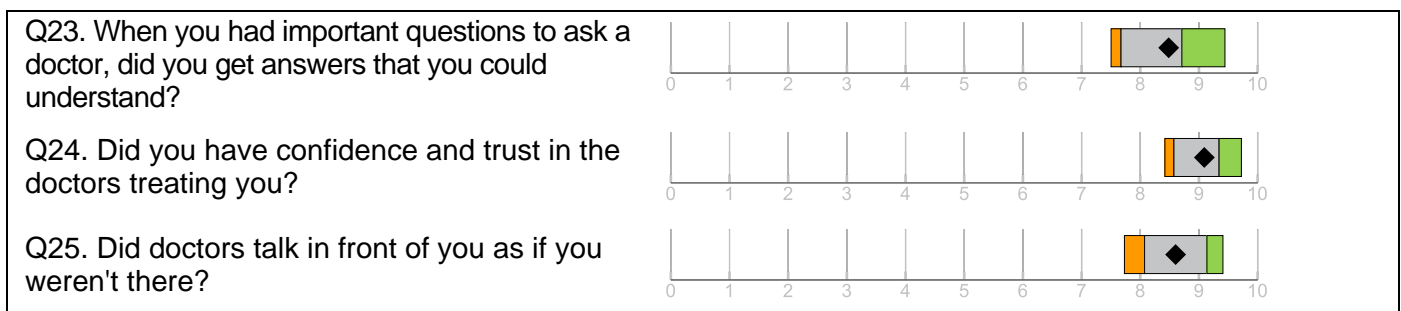 Q23. When you had important questions to ask a
doctor, did you get answers that you could
understand?
0 1 2 3 4 5 6 7 8 9 10
Q24. Did you have confidence and trust in the
doctors treating you?
0 1 2 3 4 5 6 7 8 9 10
Q25. Did doctors talk in front of you as if you
weren't there?
0 1 2 3 4 5 6 7 8 9 10